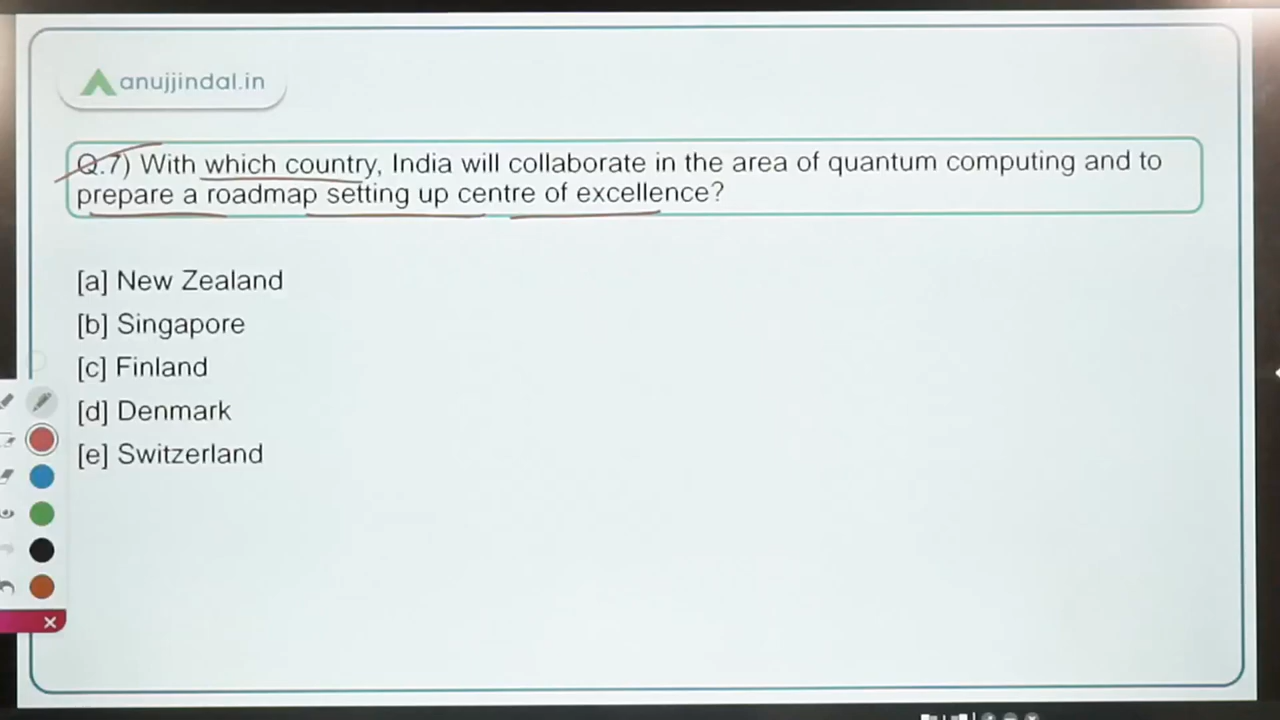 anujjindal.in
Q.7) With which country, India will collaborate in the area of quantum computing and to
prepare a roadmap setting up centre of excellence?
[a] New Zealand
[b] Singapore
[c] Finland
[d] Denmark
[e] Switzerland